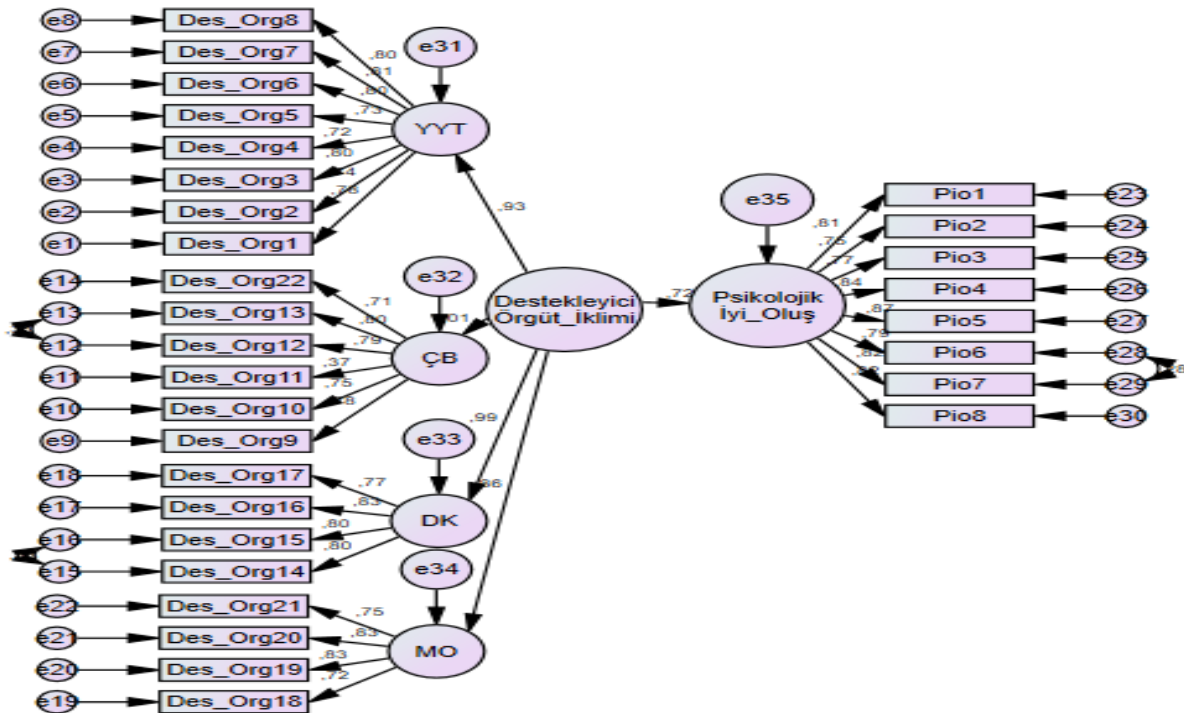 e8 Des_Org8
e7 Des_Org7
e6 Des_Org6
e5 Des_Org5
e4 Des_Org4
e3 Des_Org3
e2 Des_Org2
e1 Des_Org1
,80
,81
,80
,73
,72
,80
,78
e31
YYT
,93
e14 Des_Org22
e13 Des_Org13
e12 Des_Org12
e11 Des_Org11
e10 Des_Org10
e9 Des_Org9
,71
,80
,79
,37
,75
e32
ÇB
Destekleyici
Örgüt_İklimi
,72
,99
,86
e18 Des_Org17
e17 Des_Org16
e16 Des_Org15
e15 Des_Org14
,77
,83
,80
,80
e33
DK
e22 Des_Org21
e21 Des_Org20
e20 Des_Org19
e19 Des_Org18
,75
,83
,83
,72
e34
MO
e35
Psikolojik
İyi_Oluş
,81
,75
,77
,84
,87
,79
,82
Pio1 e23
Pio2 e24
Pio3 e25
Pio4 e26
Pio5 e27
Pio6 e28
Pio7 e29
Pio8 e30